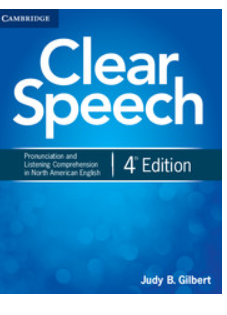 CAMBRIDGE
Clear
Speech
Pronunciation and
Listening Comprehension
in North American English
4th Edition
Judy B. Gilbert